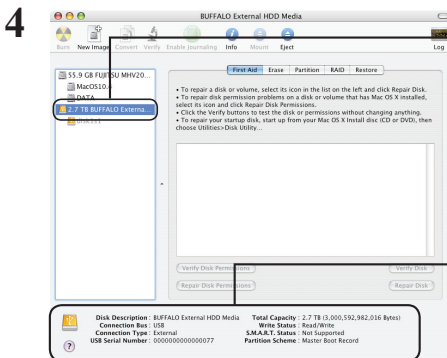 4
BUFFALO External HDD Media
Burn New Image Convert Verify Enable Journaling Info Mount Eject Log
55.9 GB FUJITSU MHV20...
MacOS10.
DATA
2.7 TB BUFFALO Externa...
disk1s1
First Aid Erase Partition RAID Restore
• To repair a disk or volume, select its icon in the list on the left and click Repair Disk.
• To repair disk permission problems on a disk or volume that has Mac OS X installed,
select its icon and click Repair Disk Permissions.
• Click the Verify buttons to test the disk or permissions without changing anything.
• To repair your startup disk, start up from your Mac OS X Install disc (CD or DVD), then
choose Utilities>Disk Utility...
Verify Disk Permissions Verify Disk
Repair Disk Permissions Repair Disk
Disk Description : BUFFALO External HDD Media Total Capacity : 2.7 TB (3,000,592,982,016 Bytes)
Connection Bus : USB Write Status : Read/Write
Connection Type : External S.M.A.R.T. Status : Not Supported
USB Serial Number : 0000000000000077 Partition Scheme : Master Boot Record
?